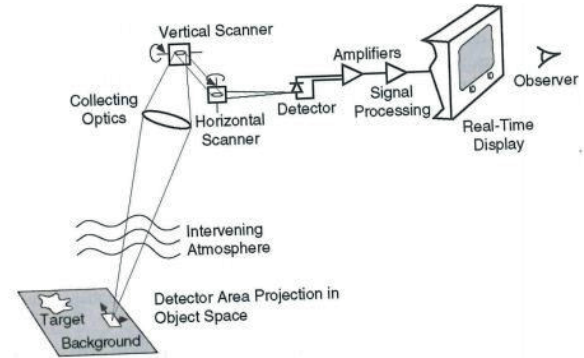 Vertical Scanner
Amplifiers
Observer
Collecting
Optics
Horizontal
Scanner
Detector
Signal
Processing
Real-Time
Display
Intervening
Atmosphere
Detector Area Projection in
Object Space
Target
Background